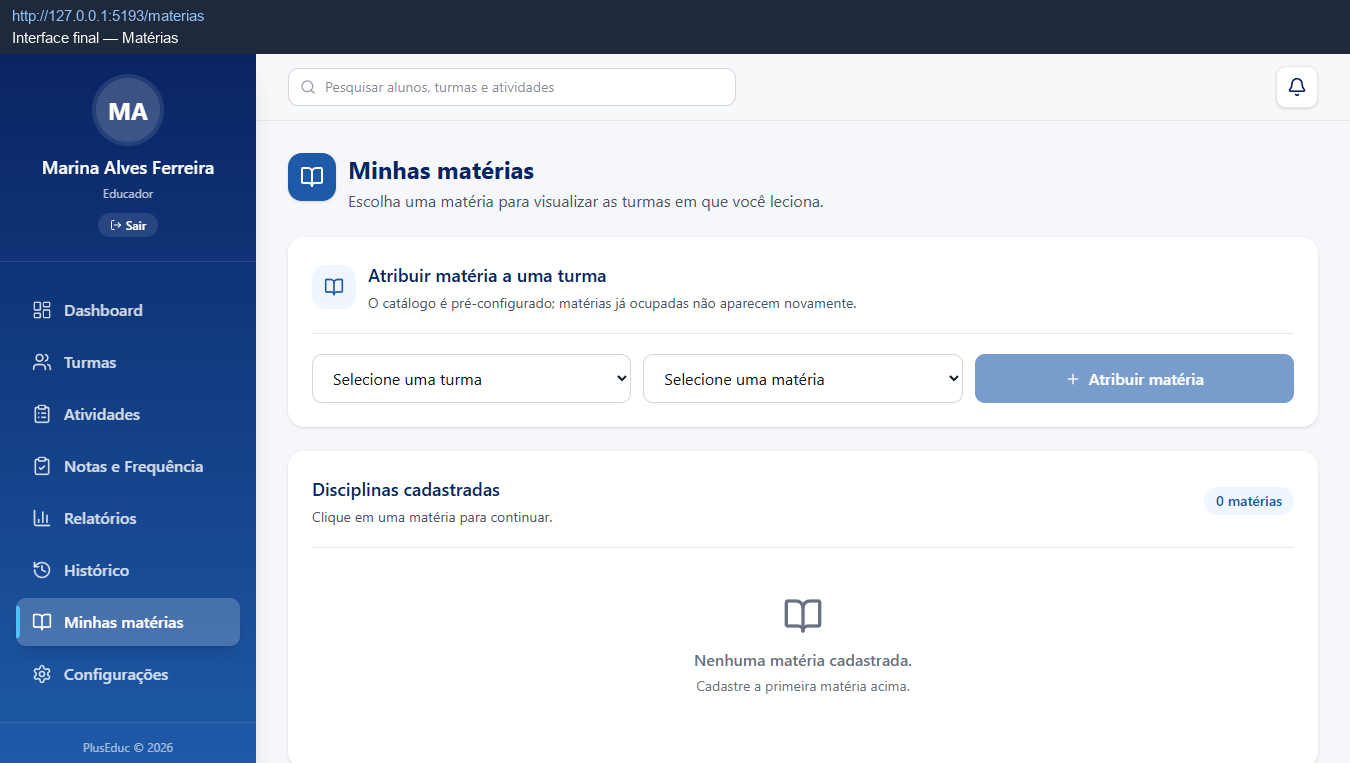 http://127.0.0.1:5193/materias
Interface final — Matérias
MA
Marina Alves Ferreira
Educador
Sair
Dashboard
Turmas
Atividades
Notas e Frequência
Relatórios
Histórico
Minhas matérias
Configurações
PlusEduc © 2026
Pesquisar alunos, turmas e atividades
Minhas matérias
Escolha uma matéria para visualizar as turmas em que você leciona.
Atribuir matéria a uma turma
O catálogo é pré-configurado; matérias já ocupadas não aparecem novamente.
Selecione uma turma
Selecione uma matéria
+ Atribuir matéria
Disciplinas cadastradas
Clique em uma matéria para continuar.
0 matérias
Nenhuma matéria cadastrada.
Cadastre a primeira matéria acima.